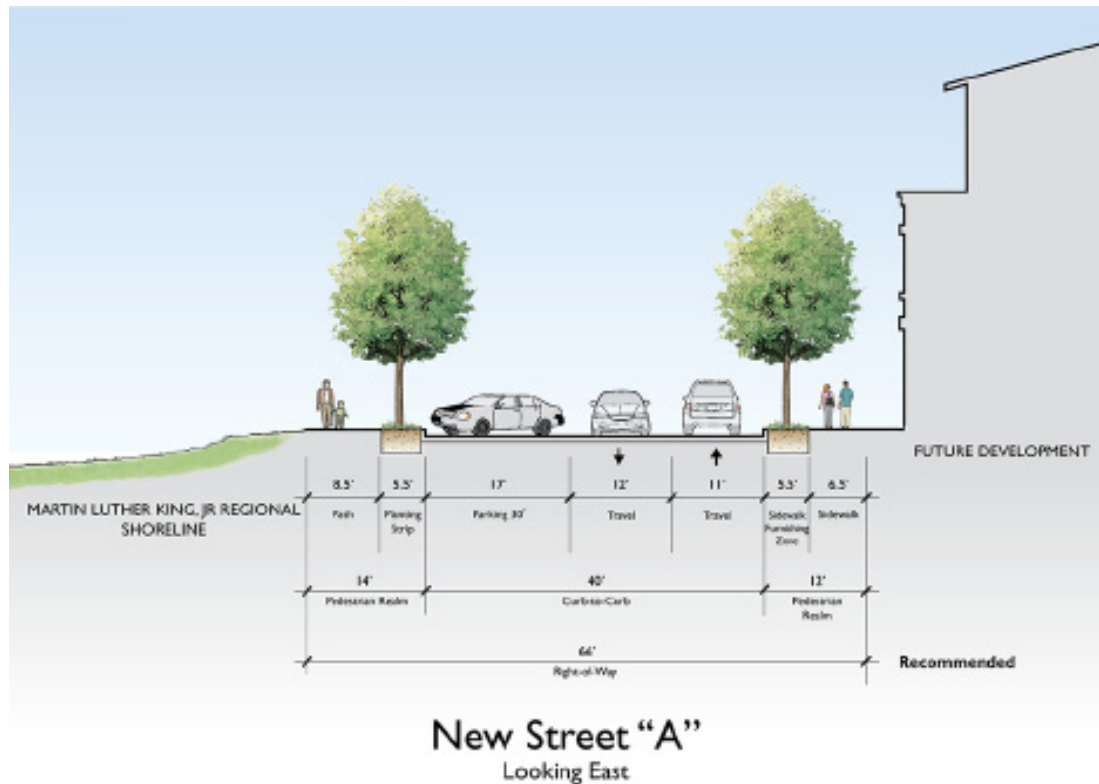 FUTURE DEVELOPMENT
8.5' 5.5' 17' 12' 11' 5.5' 6.5'
MARTIN LUTHER KING, JR REGIONAL
SHORELINE
Path Planting Parking 30° Travel Travel Sidewalk Sidewalk
Strip Furnishing
Zone
14' 40' 12'
Pedestrian Realm Curb-to-Curb Pedestrian
Realm
66'
Right-of-Way
Recommended
New Street “A”
Looking East